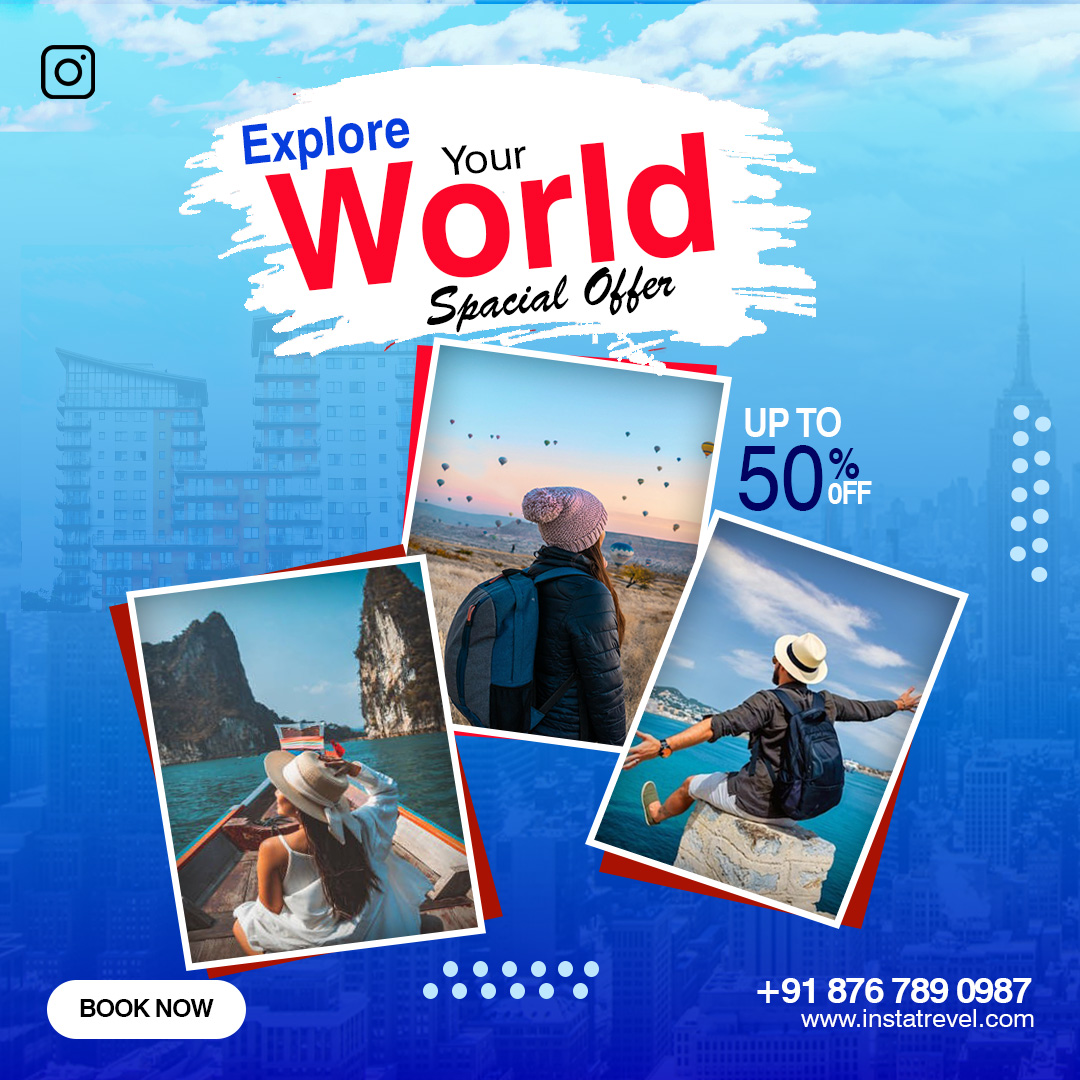 Explore
Your
World
Spacial Offer
UP TO
50%
OFF
BOOK NOW
+91 876 789 0987
www.instatrevel.com